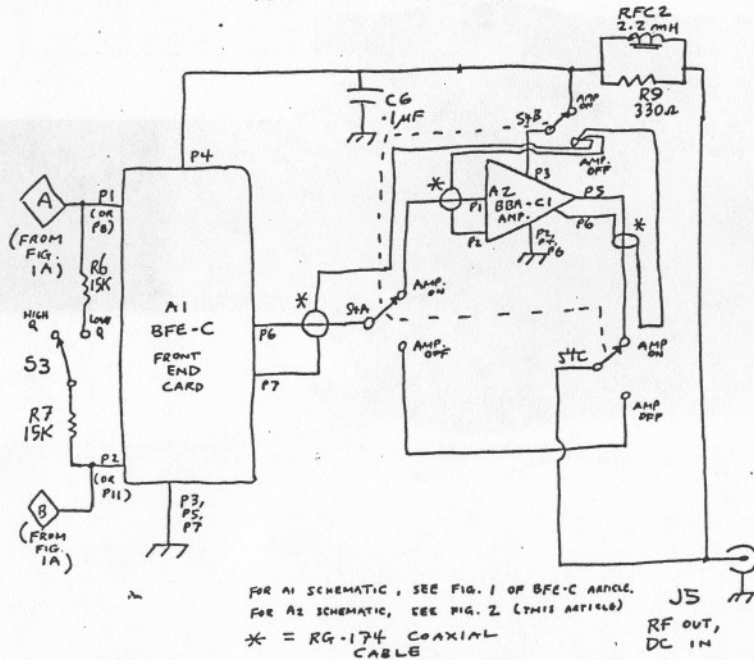 RFC2
2.2 mH
R9
330Ω
C6
.1µF
S4B
AMP ON
AMP. OFF
P4
A
(FROM FIG. 1A)
P1
(OR P8)
R6
15K
HIGH Q
LOW Q
S3
R7
15K
P2
(OR P11)
B
(FROM FIG. 1A)
A1
BFE-C
FRONT
END
CARD
P6
P7
P3,
P5,
P7
*
S4A
AMP. ON
AMP. OFF
*
P1
P2
P3
A2
BBA-C1
AMP.
P2,
P4,
P6
P5
P6
*
S4C
AMP ON
AMP OFF
FOR A1 SCHEMATIC, SEE FIG. 1 OF BFE-C ARTICLE.
FOR A2 SCHEMATIC, SEE FIG. 2 (THIS ARTICLE)
* = RG-174 COAXIAL
CABLE
J5
RF OUT,
DC IN